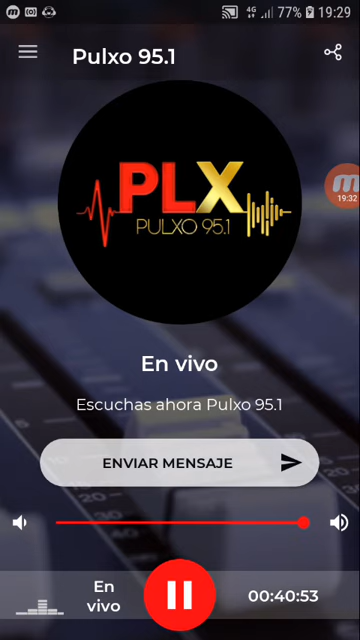 4G 77% 19:29
Pulxo 95.1
PLX
PULXO 95.1
19:32
En vivo
Escuchas ahora Pulxo 95.1
ENVIAR MENSAJE
En
vivo
00:40:53